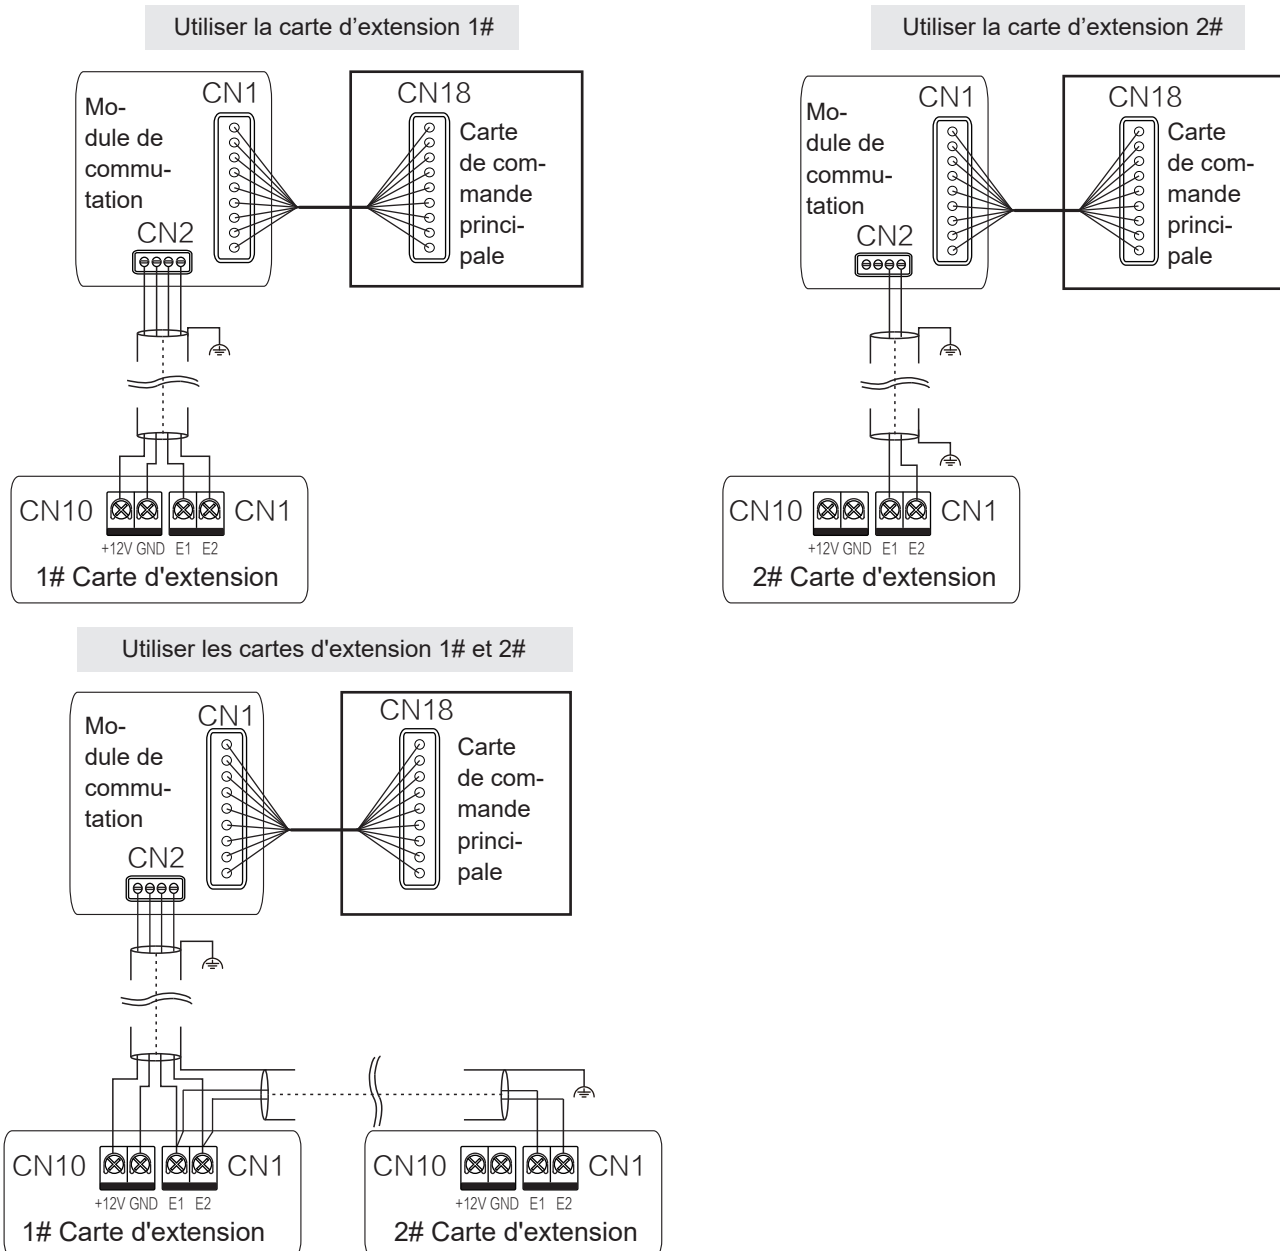 Utiliser la carte d’extension 1#
CN1
CN18
Mo-
dule de
commu-
tation
Carte
de com-
mande
princi-
pale
CN2
CN10
CN1
+12V GND E1 E2
1# Carte d'extension
Utiliser la carte d’extension 2#
CN1
CN18
Mo-
dule de
commu-
tation
Carte
de com-
mande
princi-
pale
CN2
CN10
CN1
+12V GND E1 E2
2# Carte d'extension
Utiliser les cartes d'extension 1# et 2#
CN1
CN18
Mo-
dule de
commu-
tation
Carte
de com-
mande
princi-
pale
CN2
CN10
CN1
+12V GND E1 E2
1# Carte d'extension
CN10
CN1
+12V GND E1 E2
2# Carte d'extension